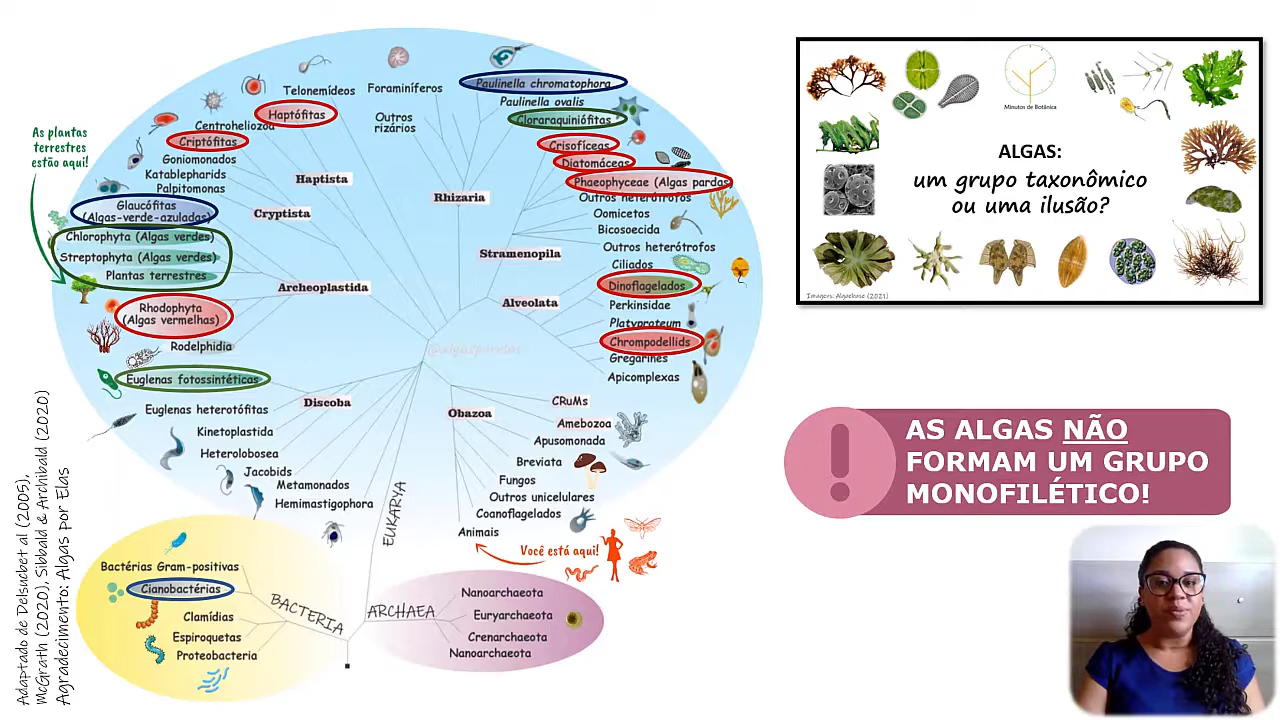 Telonemídeos
Foraminíferos
Paulinella chromatophora
Paulinella ovalis
Haptófitas
Outros
rizários
Cloraraquiniófitas
Centroheliozoa
Criptófitas
Goniomonados
Katablepharids
Palpitomonas
Haptista
Cryptista
Rhizaria
As plantas
terrestres
estão aqui!
Glaucófitas
(Algas-verde-azuladas)
Chlorophyta (Algas verdes)
Streptophyta (Algas verdes)
Plantas terrestres
Rhodophyta
(Algas vermelhas)
Rodelphidia
Archeoplastida
Crisofíceas
Diatomáceas
Phaeophyceae (Algas pardas)
Outros heterótrofos
Oomicetos
Bicosoecida
Outros heterótrofos
Stramenopila
Ciliados
Dinoflagelados
Perkinsidae
Platyproteum
Chrompodellids
Gregarines
Apicomplexas
Alveolata
@algasporelas
Euglenas fotossintéticas
Euglenas heterotófitas
Kinetoplastida
Heterolobosea
Jacobids
Metamonados
Hemimastigophora
Discoba
Obazoa
CRuMs
Amebozoa
Apusomonada
Breviata
Fungos
Outros unicelulares
Coanoflagelados
Animais
Você está aqui!
EUKARYA
Bactérias Gram-positivas
Cianobactérias
Clamídias
Espiroquetas
Proteobacteria
BACTERIA
ARCHAEA
Nanoarchaeota
Euryarchaeota
Crenarchaeota
Nanoarchaeota
Adaptado de Delsucbet al (2005),
McGrath (2020), Sibbald & Archibald (2020)
Agradecimento: Algas por Elas
Minutos de Botânica
ALGAS:
um grupo taxonômico
ou uma ilusão?
Imagens: Algaebase (2021)
AS ALGAS NÃO
FORMAM UM GRUPO
MONOFILÉTICO!